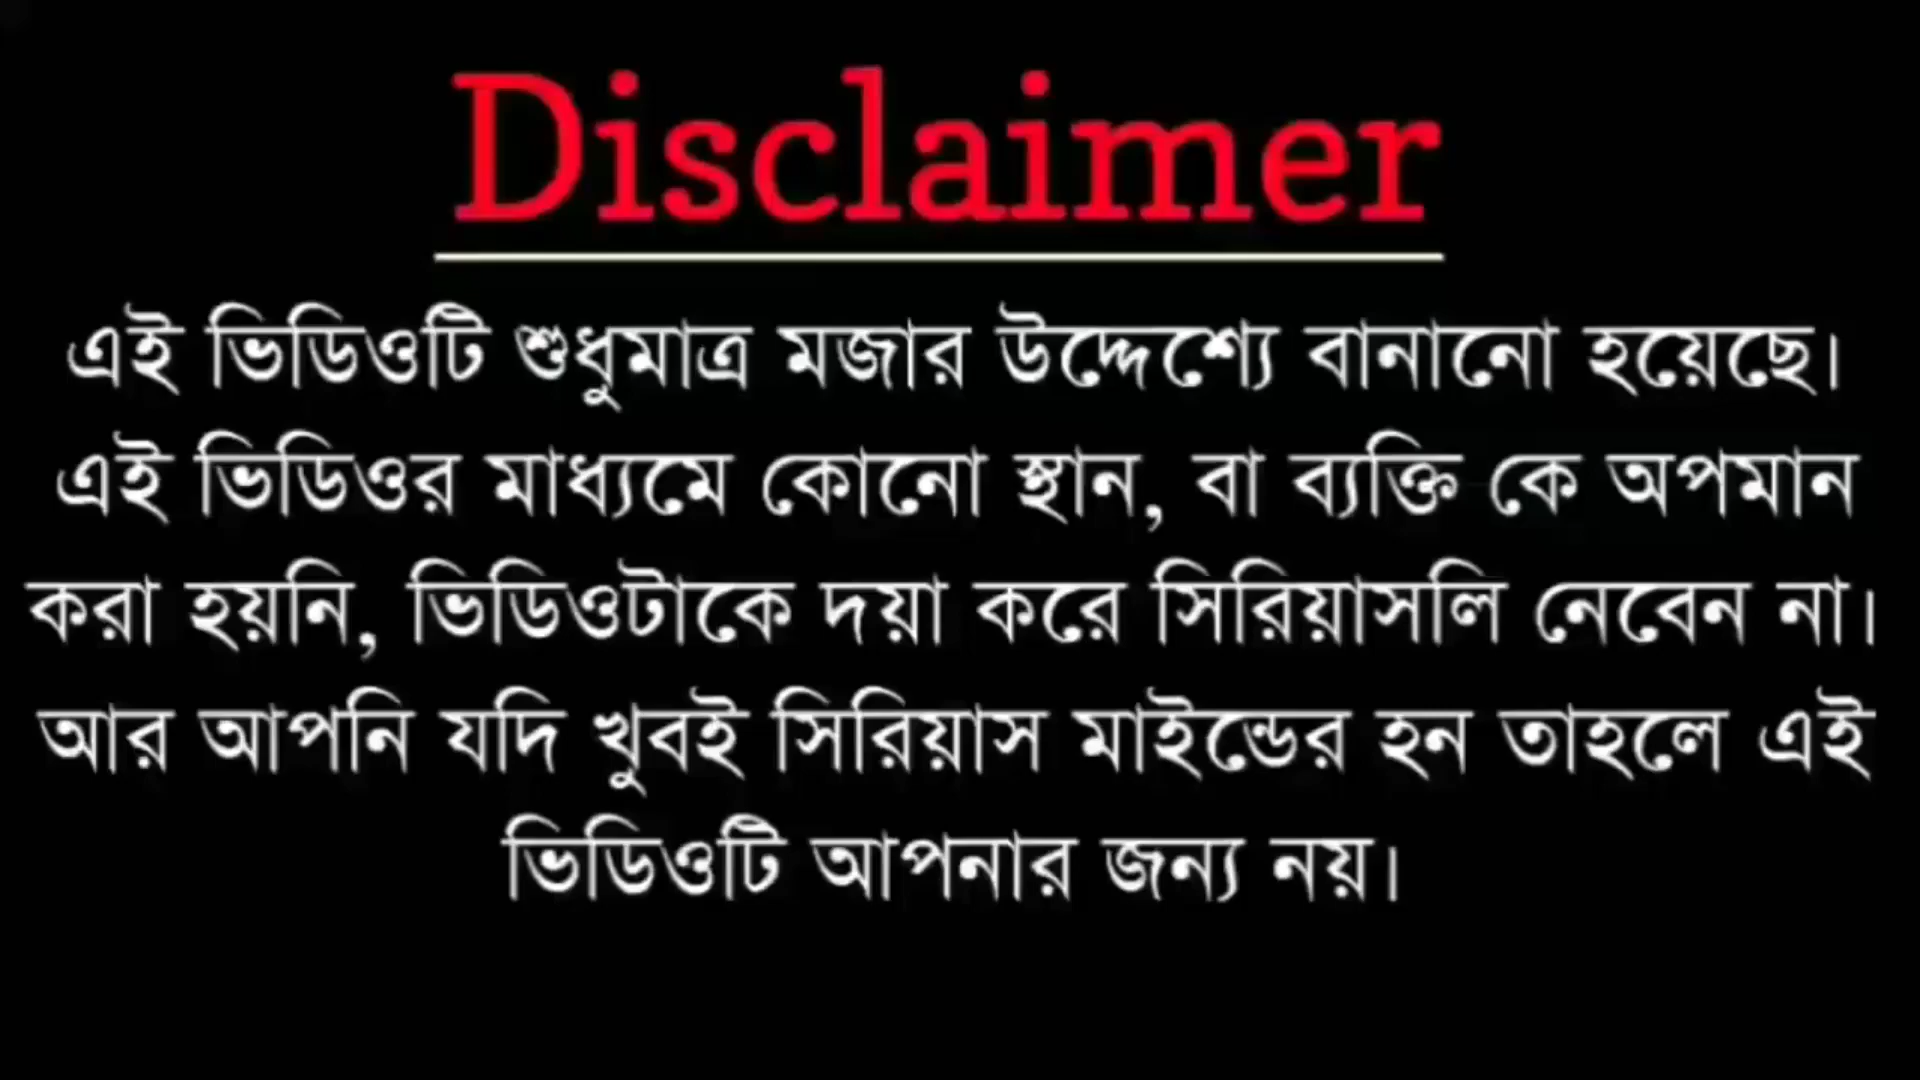 Disclaimer
এই ভিডিওটি শুধুমাত্র মজার উদ্দেশ্যে বানানো হয়েছে।
এই ভিডিওর মাধ্যমে কোনো স্থান, বা ব্যক্তি কে অপমান
করা হয়নি, ভিডিওটাকে দয়া করে সিরিয়াসলি নেবেন না।
আর আপনি যদি খুবই সিরিয়াস মাইন্ডের হন তাহলে এই
ভিডিওটি আপনার জন্য নয়।